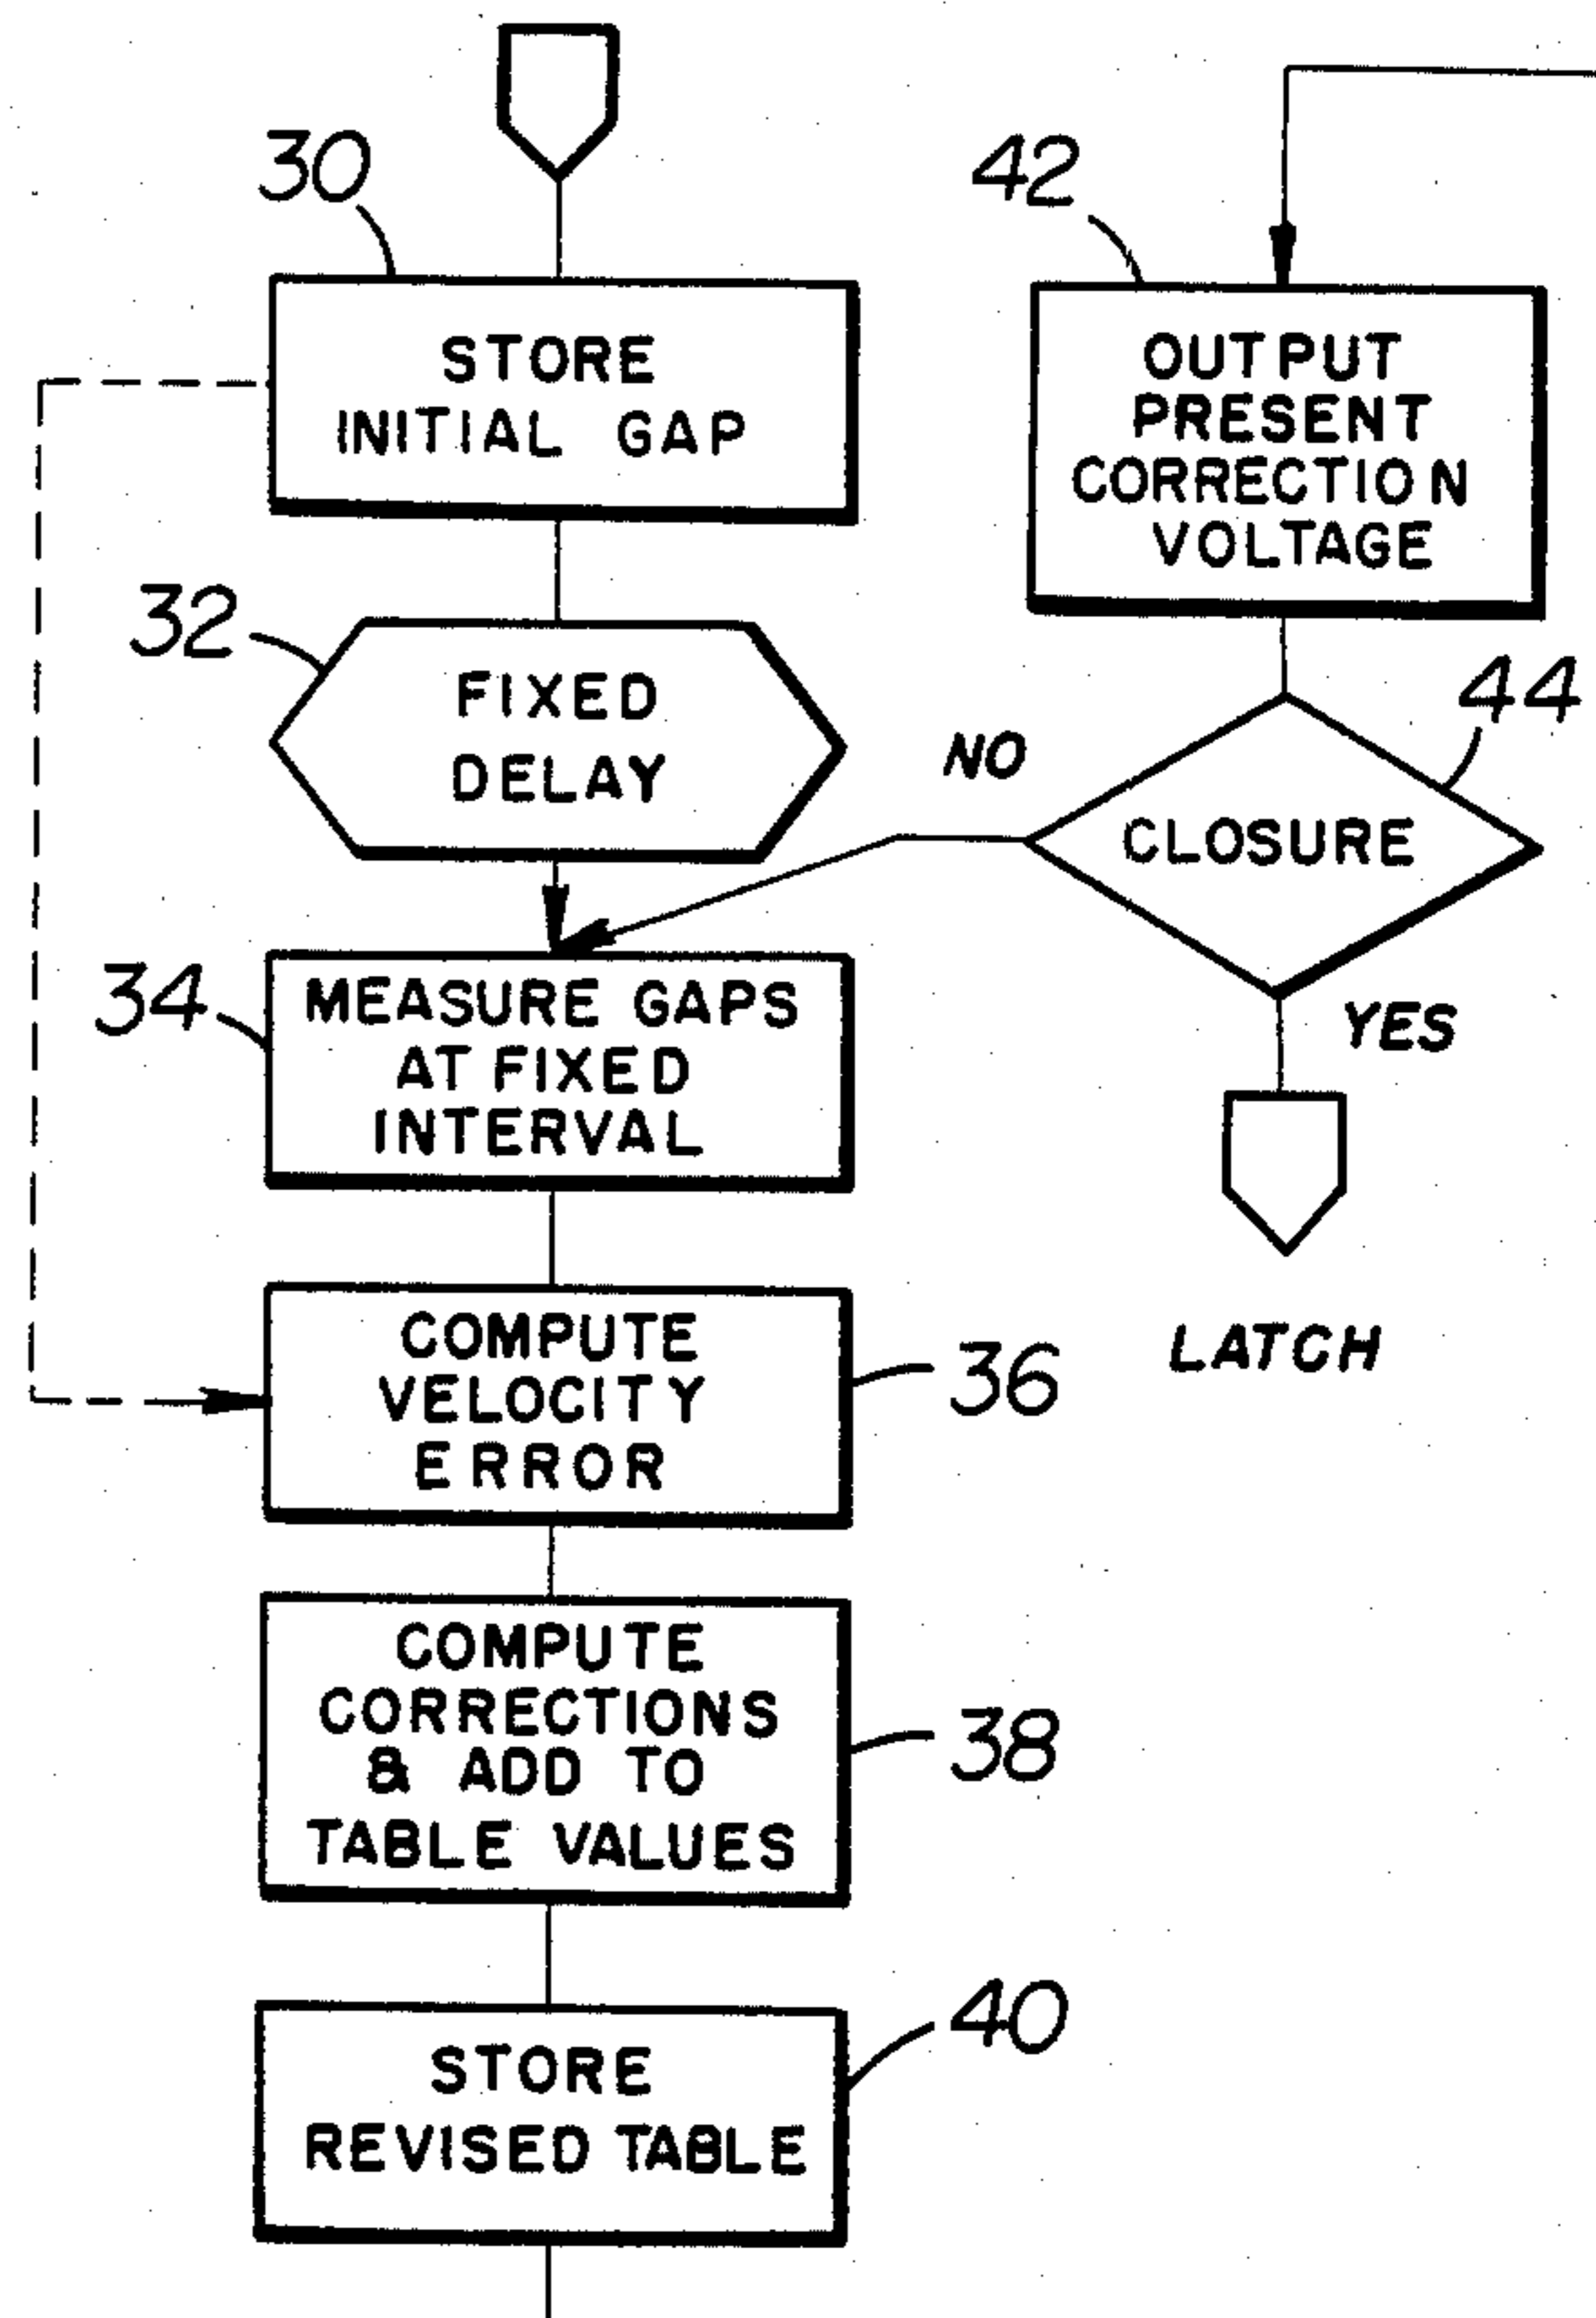 30
STORE
INITIAL GAP
32
FIXED
DELAY
34
MEASURE GAPS
AT FIXED
INTERVAL
COMPUTE
VELOCITY
ERROR
36
COMPUTE
CORRECTIONS
& ADD TO
TABLE VALUES
38
STORE
REVISED TABLE
40
42
OUTPUT
PRESENT
CORRECTION
VOLTAGE
44
CLOSURE
NO
YES
LATCH